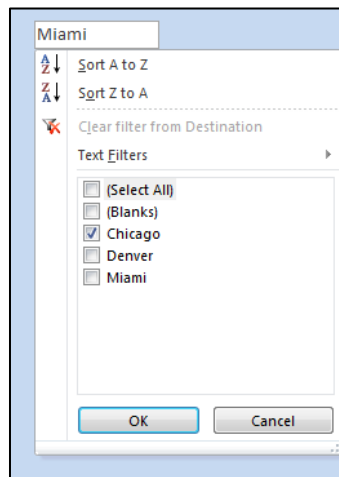 Miami
Sort A to Z
Sort Z to A
Clear filter from Destination
Text Filters
(Select All)
(Blanks)
Chicago
Denver
Miami
OK Cancel